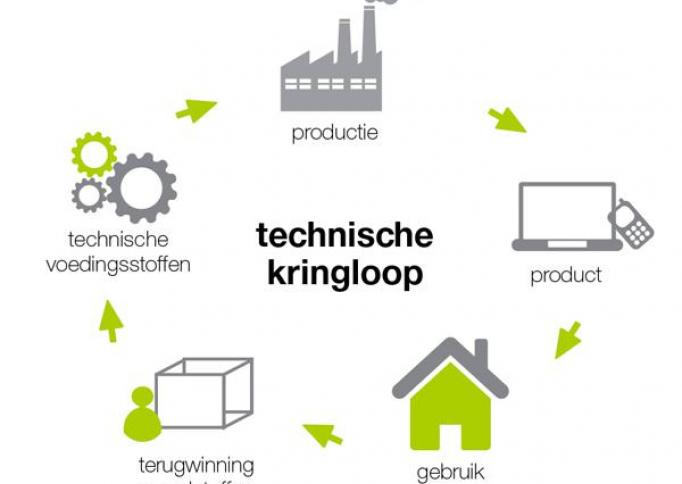 productie
technische
voedingsstoffen
technische
kringloop
product
terugwinning
gebruik